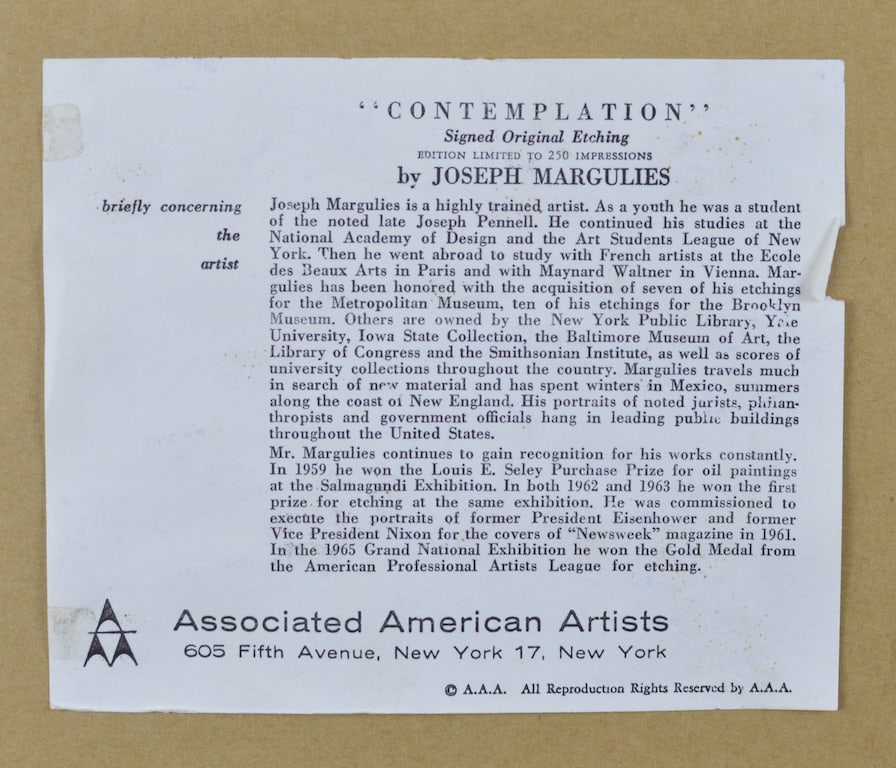 “CONTEMPLATION”
Signed Original Etching
EDITION LIMITED TO 250 IMPRESSIONS
by JOSEPH MARGULIES
briefly concerning
the
artist
Joseph Margulies is a highly trained artist. As a youth he was a student
of the noted late Joseph Pennell. He continued his studies at the
National Academy of Design and the Art Students League of New
York. Then he went abroad to study with French artists at the Ecole
des Beaux Arts in Paris and with Maynard Waltner in Vienna. Mar-
gulies has been honored with the acquisition of seven of his etchings
for the Metropolitan Museum, ten of his etchings for the Brooklyn
Museum. Others are owned by the New York Public Library, Yale
University, Iowa State Collection, the Baltimore Museum of Art, the
Library of Congress and the Smithsonian Institute, as well as scores of
university collections throughout the country. Margulies travels much
in search of new material and has spent winters in Mexico, summers
along the coast of New England. His portraits of noted jurists, philan-
thropists and government officials hang in leading public buildings
throughout the United States.
Mr. Margulies continues to gain recognition for his works constantly.
In 1959 he won the Louis E. Seley Purchase Prize for oil paintings
at the Salmagundi Exhibition. In both 1962 and 1963 he won the first
prize for etching at the same exhibition. He was commissioned to
execute the portraits of former President Eisenhower and former
Vice President Nixon for the covers of “Newsweek” magazine in 1961.
In the 1965 Grand National Exhibition he won the Gold Medal from
the American Professional Artists League for etching.
Associated American Artists
605 Fifth Avenue, New York 17, New York
© A.A.A. All Reproduction Rights Reserved by A.A.A.